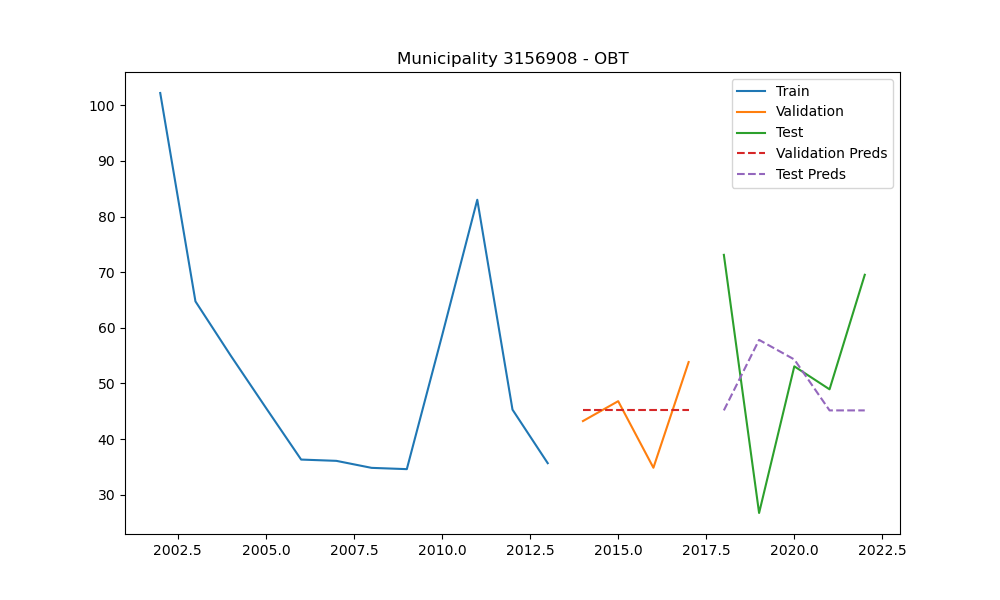 Municipality 3156908 - OBT
Train
Validation
Test
Validation Preds
Test Preds
100
90
80
70
60
50
40
30
2002.5 2005.0 2007.5 2010.0 2012.5 2015.0 2017.5 2020.0 2022.5